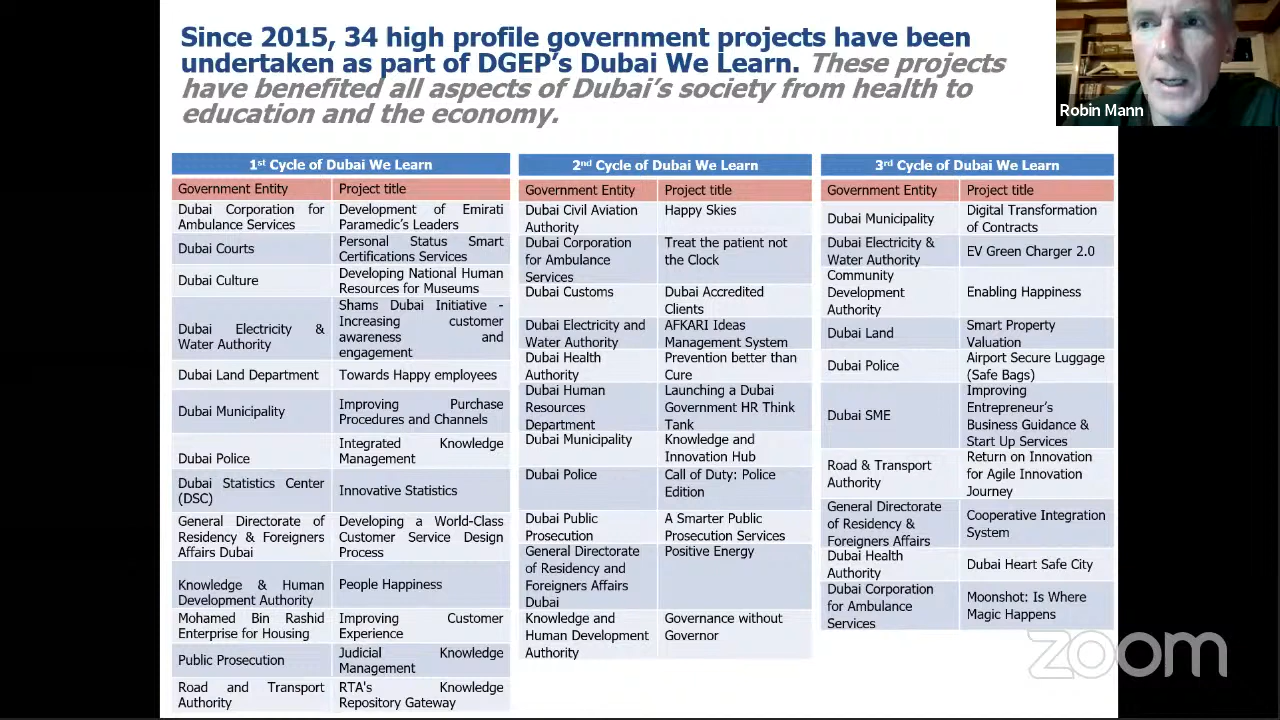 Since 2015, 34 high profile government projects have been
undertaken as part of DGEP's Dubai We Learn. These projects
have benefited all aspects of Dubai's society from health to
education and the economy.
Robin Mann
1st Cycle of Dubai We Learn
Government Entity Project title
Dubai Corporation for
Ambulance Services
Development of Emirati
Paramedic's Leaders
Dubai Courts
Personal Status Smart
Certifications Services
Dubai Culture
Developing National Human
Resources for Museums
Dubai Electricity &
Water Authority
Shams Dubai Initiative -
Increasing customer
awareness and
engagement
Dubai Land Department
Towards Happy employees
Dubai Municipality
Improving Purchase
Procedures and Channels
Dubai Police
Integrated Knowledge
Management
Dubai Statistics Center
(DSC)
Innovative Statistics
General Directorate of
Residency & Foreigners
Affairs Dubai
Developing a World-Class
Customer Service Design
Process
Knowledge & Human
Development Authority
People Happiness
Mohamed Bin Rashid
Enterprise for Housing
Improving Customer
Experience
Public Prosecution
Judicial Knowledge
Management
Road and Transport
Authority
RTA's Knowledge
Repository Gateway
2nd Cycle of Dubai We Learn
Government Entity Project title
Dubai Civil Aviation
Authority
Happy Skies
Dubai Corporation
for Ambulance
Services
Treat the patient not
the Clock
Dubai Customs
Dubai Accredited
Clients
Dubai Electricity and
Water Authority
AFKARI Ideas
Management System
Dubai Health
Authority
Prevention better than
Cure
Dubai Human
Resources
Department
Launching a Dubai
Government HR Think
Tank
Dubai Municipality
Knowledge and
Innovation Hub
Dubai Police
Call of Duty: Police
Edition
Dubai Public
Prosecution
A Smarter Public
Prosecution Services
General Directorate
of Residency and
Foreigners Affairs
Dubai
Positive Energy
Knowledge and
Human Development
Authority
Governance without
Governor
3rd Cycle of Dubai We Learn
Government Entity Project title
Dubai Municipality
Digital Transformation
of Contracts
Dubai Electricity &
Water Authority
EV Green Charger 2.0
Community
Development
Authority
Enabling Happiness
Dubai Land
Smart Property
Valuation
Dubai Police
Airport Secure Luggage
(Safe Bags)
Dubai SME
Improving
Entrepreneur's
Business Guidance &
Start Up Services
Road & Transport
Authority
Return on Innovation
for Agile Innovation
Journey
General Directorate
of Residency &
Foreigners Affairs
Cooperative Integration
System
Dubai Health
Authority
Dubai Heart Safe City
Dubai Corporation
for Ambulance
Services
Moonshot: Is Where
Magic Happens
zoom